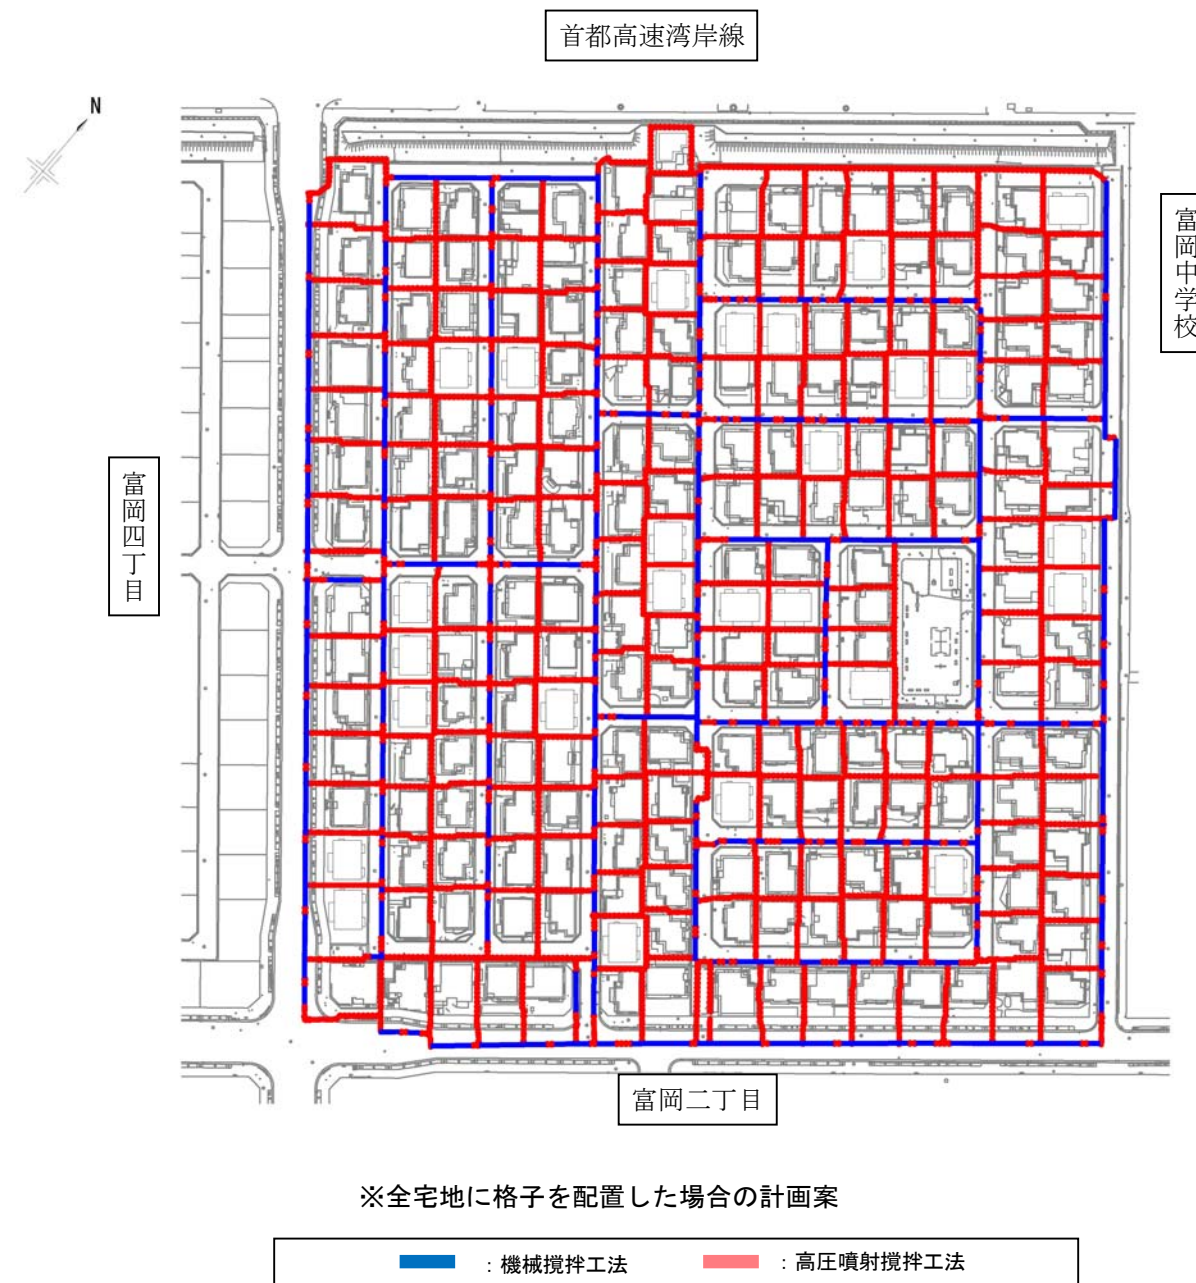 首都高速湾岸線
N
富岡中学校
富岡四丁目
富岡二丁目
※全宅地に格子を配置した場合の計画案
：機械撹拌工法
：高圧噴射撹拌工法